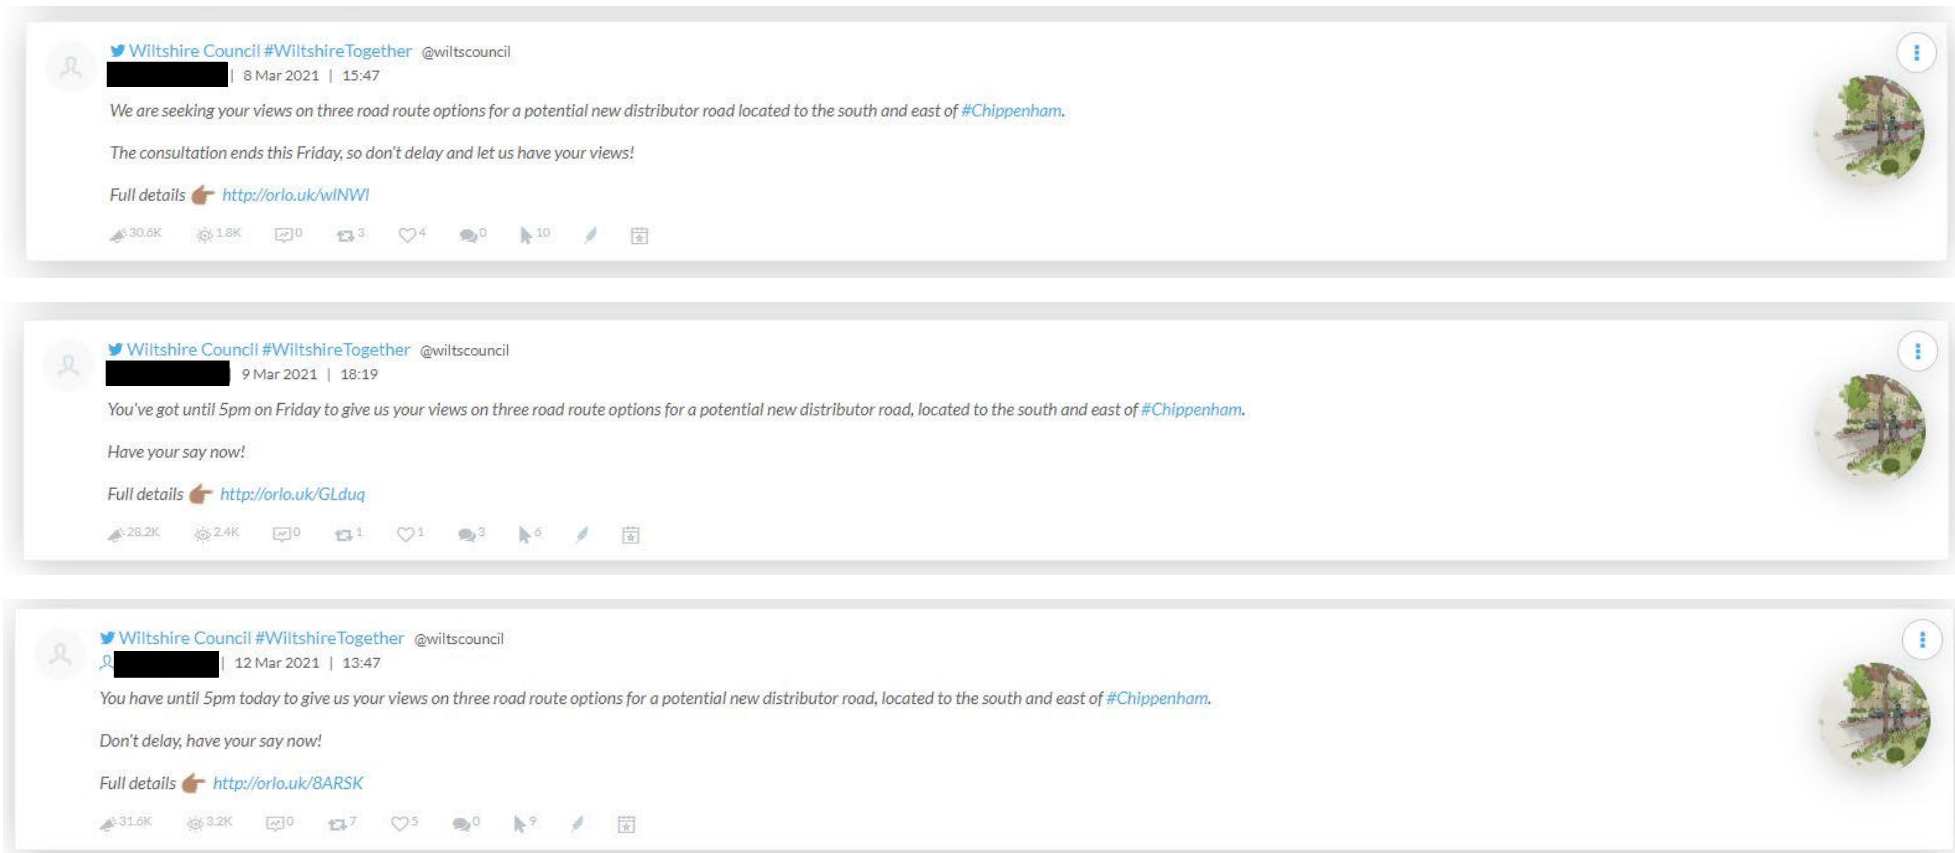 Wiltshire Council #WiltshireTogether @wiltscouncil
| 8 Mar 2021 | 15:47
We are seeking your views on three road route options for a potential new distributor road located to the south and east of #Chippenham.
The consultation ends this Friday, so don't delay and let us have your views!
Full details http://orlo.uk/wlNWl
30.6K 1.8K 0 3 4 0 10
Wiltshire Council #WiltshireTogether @wiltscouncil
9 Mar 2021 | 18:19
You've got until 5pm on Friday to give us your views on three road route options for a potential new distributor road, located to the south and east of #Chippenham.
Have your say now!
Full details http://orlo.uk/GLduq
28.2K 2.4K 0 1 1 3 6
Wiltshire Council #WiltshireTogether @wiltscouncil
| 12 Mar 2021 | 13:47
You have until 5pm today to give us your views on three road route options for a potential new distributor road, located to the south and east of #Chippenham.
Don't delay, have your say now!
Full details http://orlo.uk/8ARSK
31.6K 3.2K 0 7 5 0 9